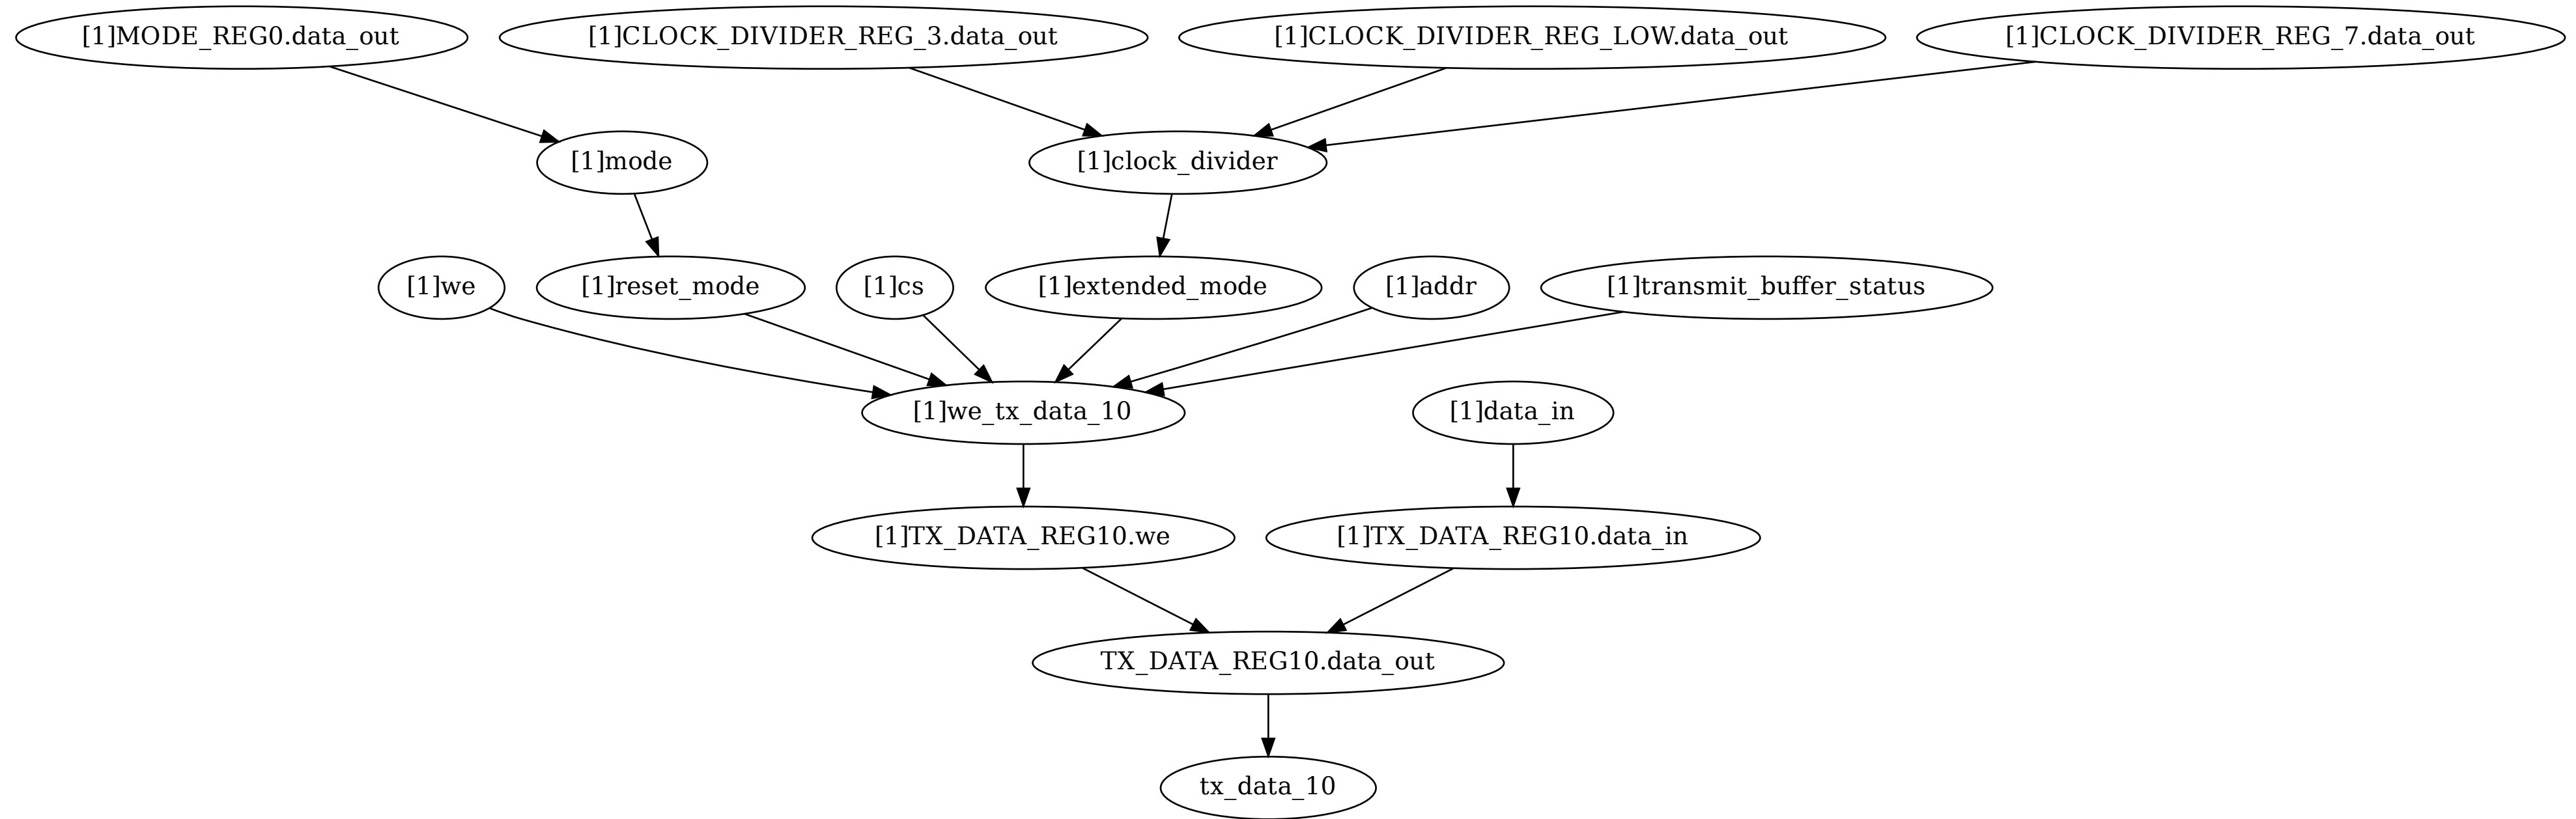 [1]MODE_REG0.data_out
[1]CLOCK_DIVIDER_REG_3.data_out
[1]CLOCK_DIVIDER_REG_LOW.data_out
[1]CLOCK_DIVIDER_REG_7.data_out
[1]mode
[1]clock_divider
[1]we
[1]reset_mode
[1]cs
[1]extended_mode
[1]addr
[1]transmit_buffer_status
[1]we_tx_data_10
[1]data_in
[1]TX_DATA_REG10.we
[1]TX_DATA_REG10.data_in
TX_DATA_REG10.data_out
tx_data_10